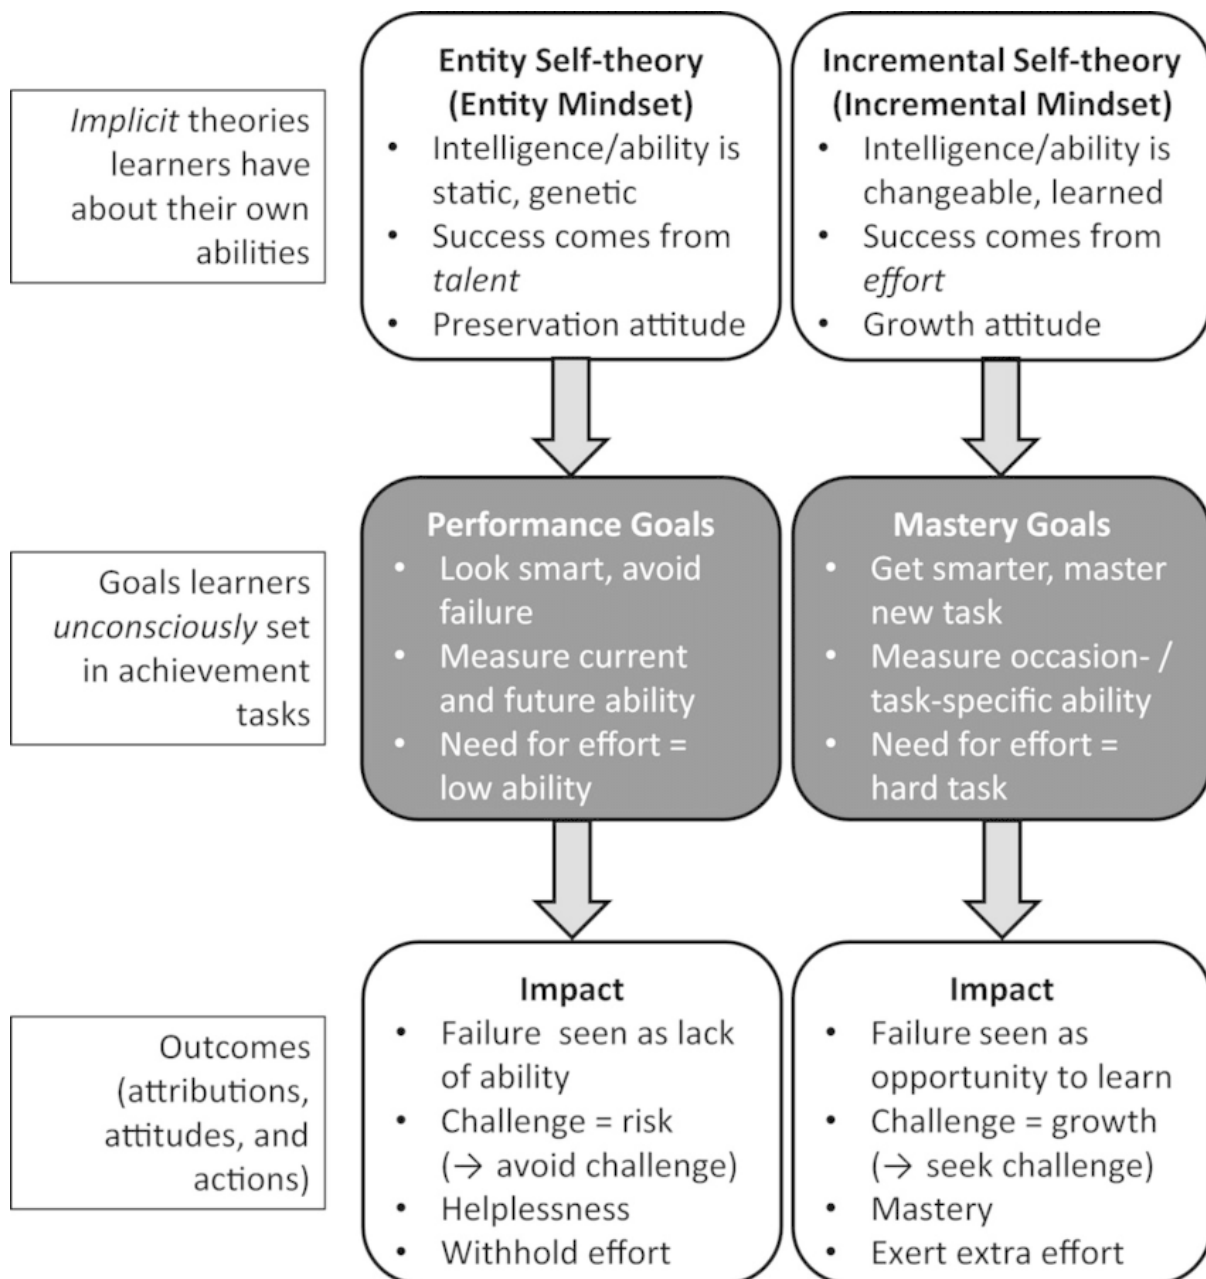 Implicit theories
learners have
about their own
abilities
Entity Self-theory
(Entity Mindset)
• Intelligence/ability is
static, genetic
• Success comes from
talent
• Preservation attitude
Incremental Self-theory
(Incremental Mindset)
• Intelligence/ability is
changeable, learned
• Success comes from
effort
• Growth attitude
Goals learners
unconsciously set
in achievement
tasks
Performance Goals
• Look smart, avoid
failure
• Measure current
and future ability
• Need for effort =
low ability
Mastery Goals
• Get smarter, master
new task
• Measure occasion- /
task-specific ability
• Need for effort =
hard task
Outcomes
(attributions,
attitudes, and
actions)
Impact
• Failure seen as lack
of ability
• Challenge = risk
(→ avoid challenge)
• Helplessness
• Withhold effort
Impact
• Failure seen as
opportunity to learn
• Challenge = growth
(→ seek challenge)
• Mastery
• Exert extra effort